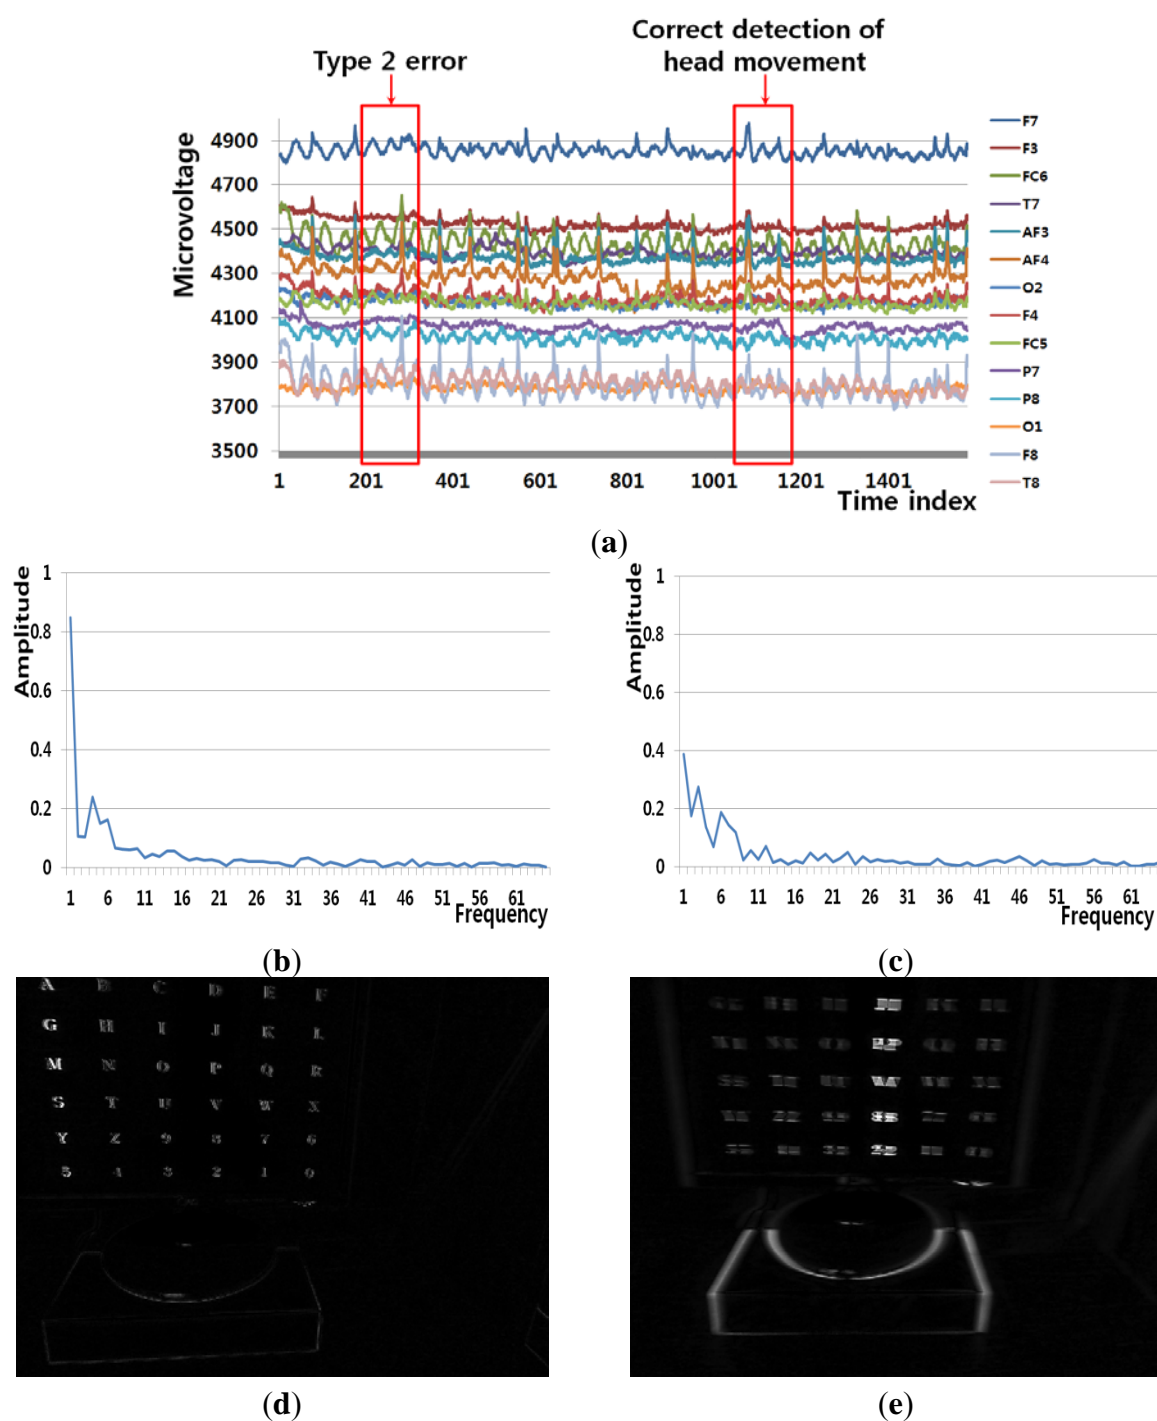 Type 2 error
Correct detection of
head movement
Microvoltage
4900
4700
4500
4300
4100
3900
3700
3500
1 201 401 601 801 1001 1201 1401
Time index
F7
F3
FC6
T7
AF3
AF4
O2
F4
FC5
P7
P8
O1
F8
T8
(a)
Amplitude
1
0.8
0.6
0.4
0.2
0
1 6 11 16 21 26 31 36 41 46 51 56 61
Frequency
(b)
Amplitude
1
0.8
0.6
0.4
0.2
0
1 6 11 16 21 26 31 36 41 46 51 56 61
Frequency
(c)
A B C D E F
G H I J K L
M N O P Q R
S T U V W X
Y Z 9 8 7 6
5 4 3 2 1 0
(d)
(e)